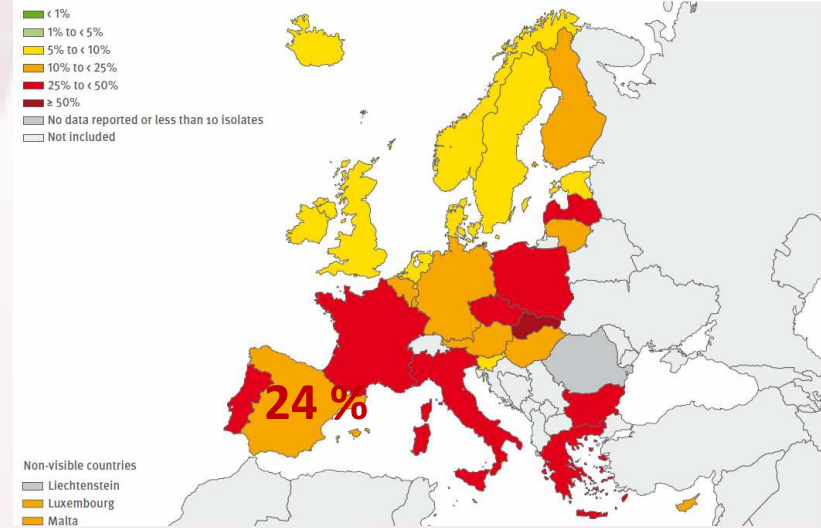 < 1%
1% to < 5%
5% to < 10%
10% to < 25%
25% to < 50%
≥ 50%
No data reported or less than 10 isolates
Not included
24 %
Non-visible countries
Liechtenstein
Luxembourg
Malta